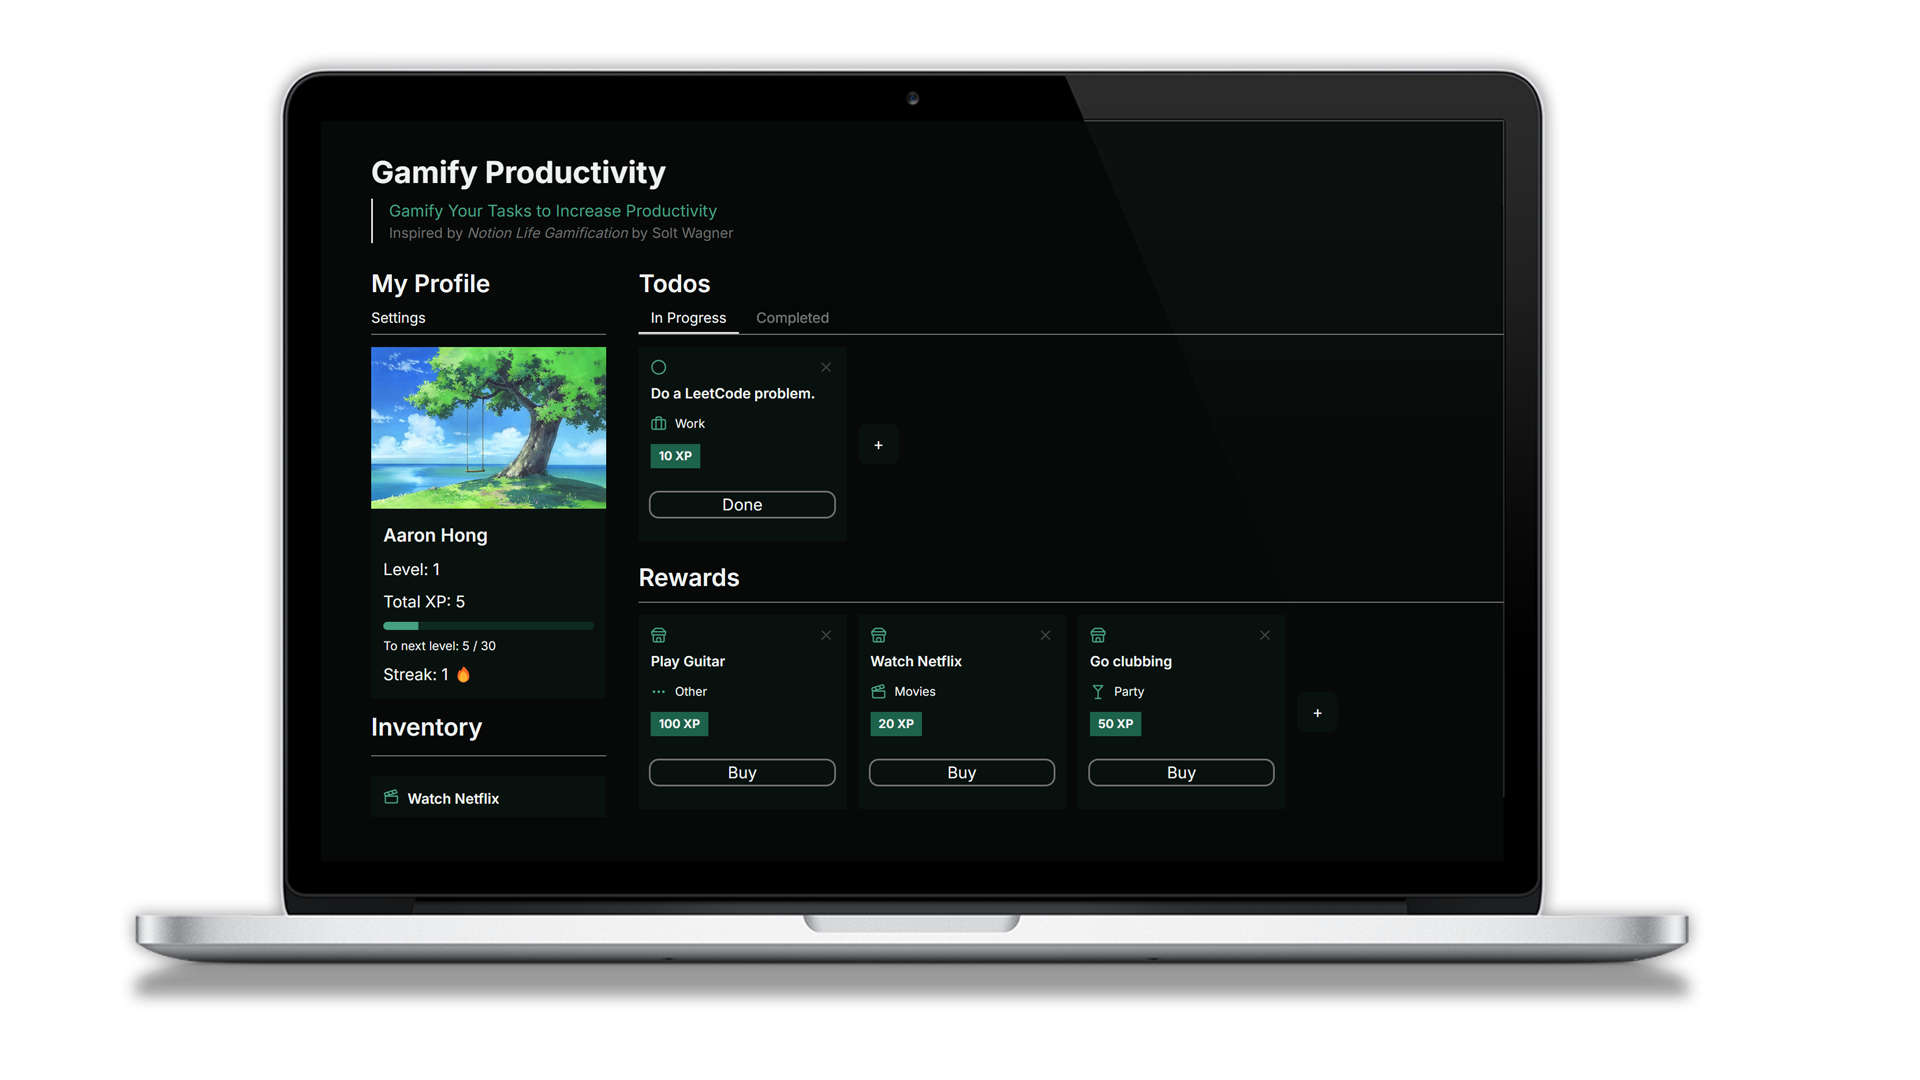 Gamify Productivity
Gamify Your Tasks to Increase Productivity
Inspired by Notion Life Gamification by Solt Wagner
My Profile
Settings
Aaron Hong
Level: 1
Total XP: 5
To next level: 5 / 30
Streak: 1 🔥
Inventory
Watch Netflix
Todos
In Progress Completed
Do a LeetCode problem.
Work
10 XP
Done
+
Rewards
Play Guitar
Other
100 XP
Buy
Watch Netflix
Movies
20 XP
Buy
Go clubbing
Party
50 XP
Buy
+